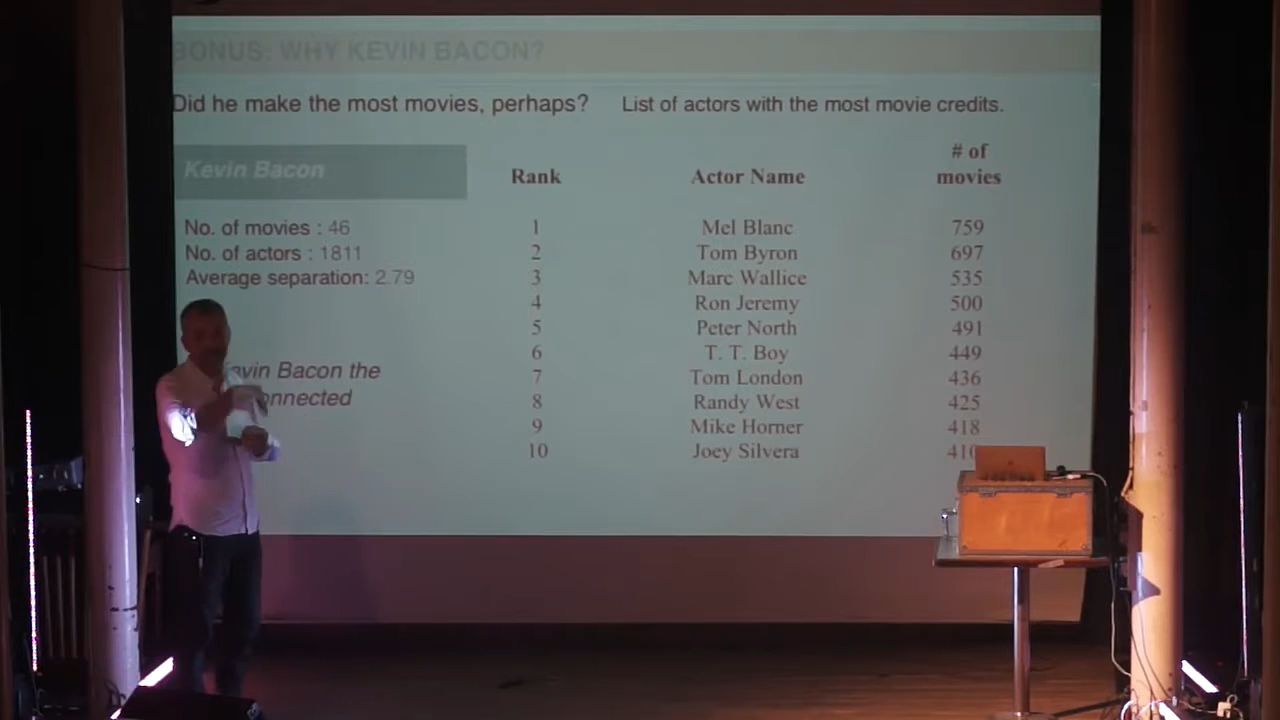 BONUS: WHY KEVIN BACON?
Did he make the most movies, perhaps? List of actors with the most movie credits.
Kevin Bacon
No. of movies : 46
No. of actors : 1811
Average separation: 2.79
Kevin Bacon the
connected
Rank Actor Name # of movies
1 Mel Blanc 759
2 Tom Byron 697
3 Marc Wallice 535
4 Ron Jeremy 500
5 Peter North 491
6 T. T. Boy 449
7 Tom London 436
8 Randy West 425
9 Mike Horner 418
10 Joey Silvera 410